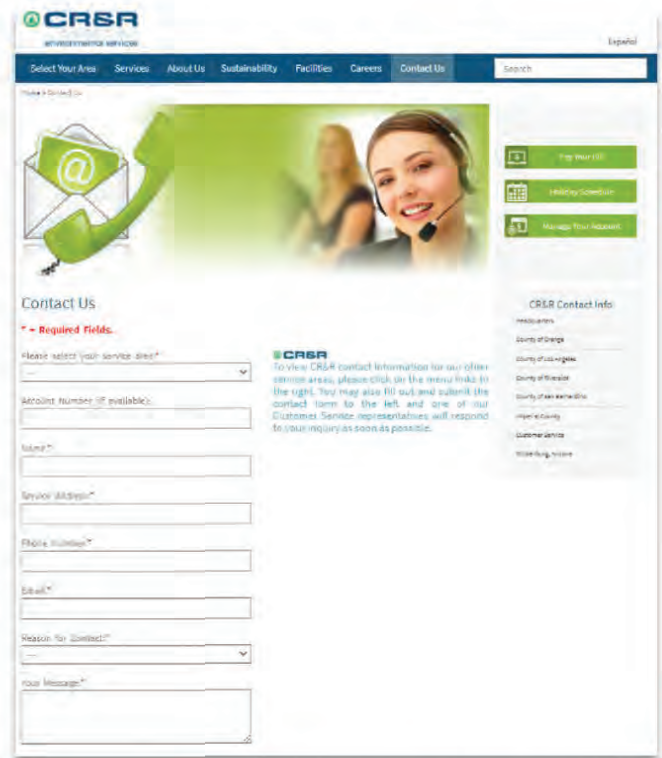 CR&R
environmental services
Español
Select Your Area Services About Us Sustainability Facilities Careers Contact Us Search
Home > Contact Us
@
Pay Your Bill
Holiday Schedule
Manage Your Account
Contact Us
* = Required Fields.
Please select your service area:*
---
Account Number (if available):
Name:*
Service Address:*
Phone Number:*
Email:*
Reason for Contact:*
---
Your Message:*
CR&R
To view CR&R contact information for our other
service areas, please click on the menu links to
the right. You may also fill out and submit the
contact form to the left and one of our
Customer Service representatives will respond
to your inquiry as soon as possible.
CR&R Contact Info
Headquarters
County of Orange
County of Los Angeles
County of Riverside
County of San Bernardino
Imperial County
Customer Service